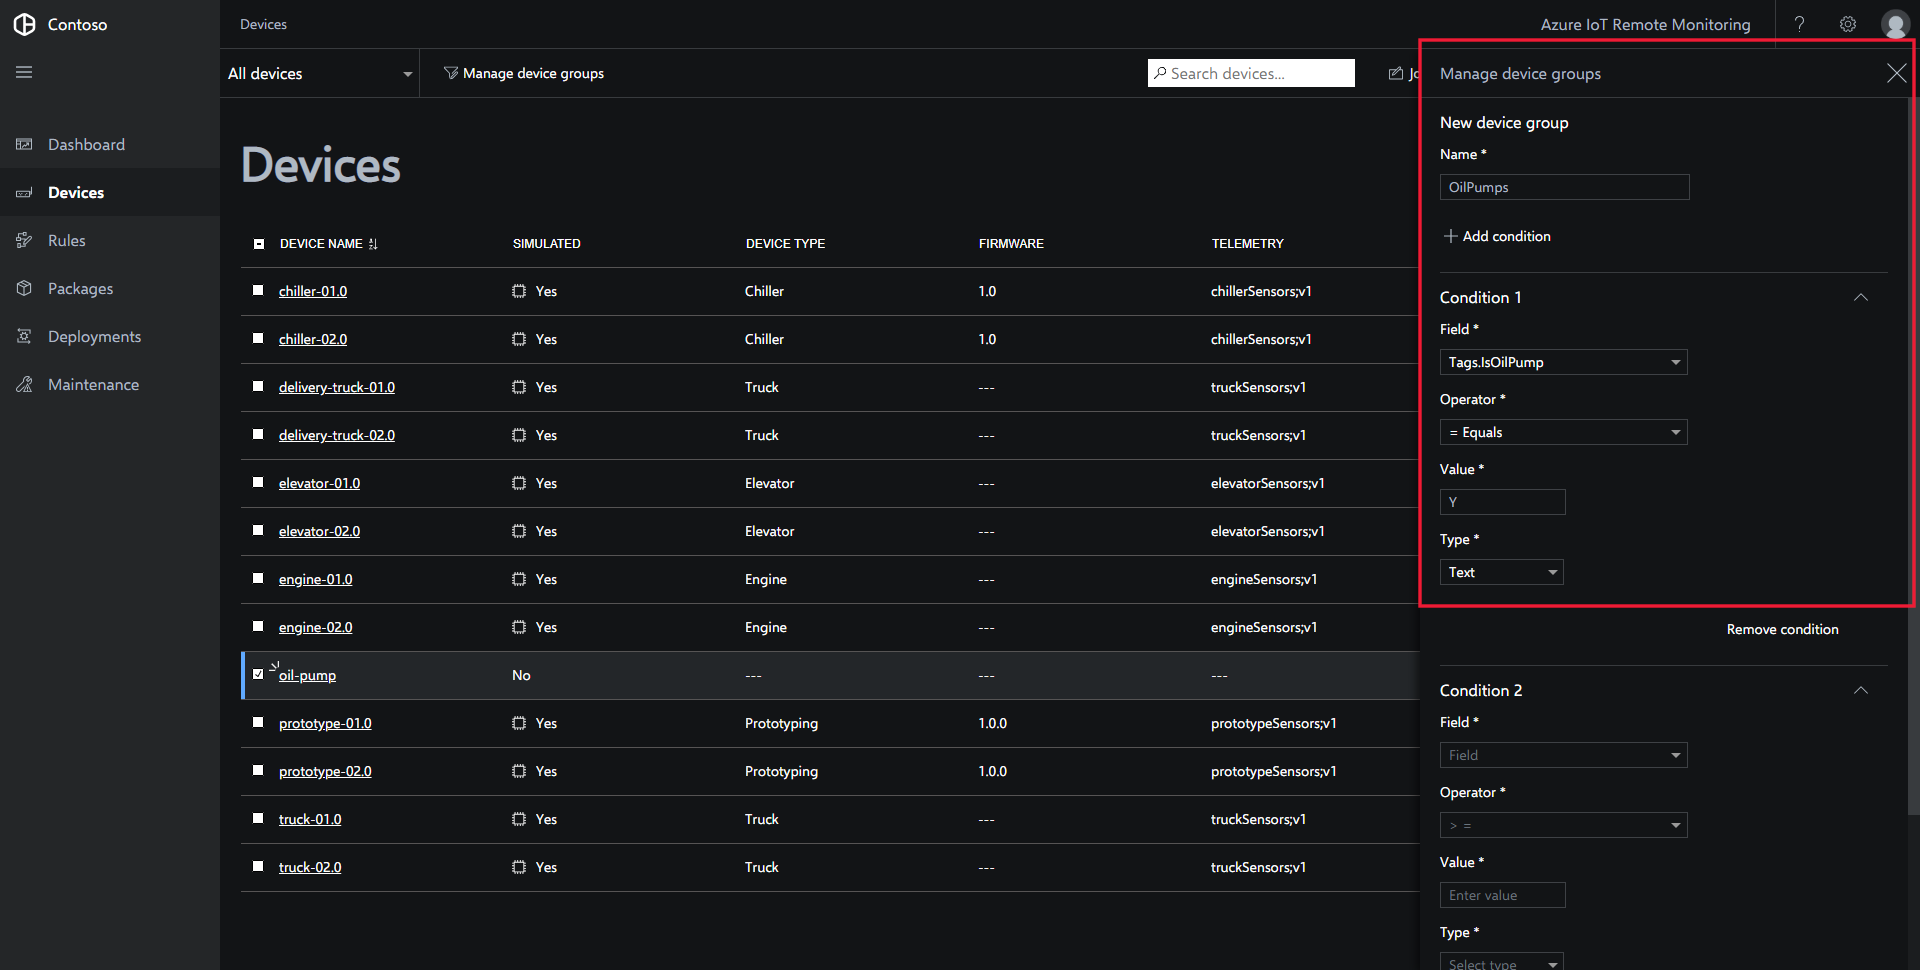 Contoso
Devices
Azure IoT Remote Monitoring
?
All devices
Manage device groups
Search devices...
Manage device groups
Dashboard
Devices
Rules
Packages
Deployments
Maintenance
Devices
DEVICE NAME SIMULATED DEVICE TYPE FIRMWARE TELEMETRY
chiller-01.0 Yes Chiller 1.0 chillerSensors;v1
chiller-02.0 Yes Chiller 1.0 chillerSensors;v1
delivery-truck-01.0 Yes Truck --- truckSensors;v1
delivery-truck-02.0 Yes Truck --- truckSensors;v1
elevator-01.0 Yes Elevator --- elevatorSensors;v1
elevator-02.0 Yes Elevator --- elevatorSensors;v1
engine-01.0 Yes Engine --- engineSensors;v1
engine-02.0 Yes Engine --- engineSensors;v1
oil-pump No --- --- ---
prototype-01.0 Yes Prototyping 1.0.0 prototypeSensors;v1
prototype-02.0 Yes Prototyping 1.0.0 prototypeSensors;v1
truck-01.0 Yes Truck --- truckSensors;v1
truck-02.0 Yes Truck --- truckSensors;v1
New device group
Name *
OilPumps
Add condition
Condition 1
Field *
Tags.IsOilPump
Operator *
= Equals
Value *
Y
Type *
Text
Remove condition
Condition 2
Field *
Field
Operator *
> =
Value *
Enter value
Type *
Select type